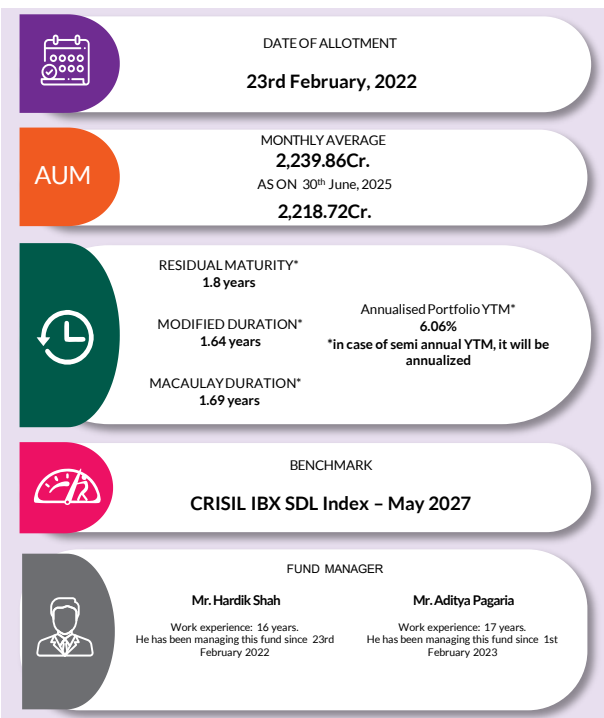 DATE OF ALLOTMENT
23rd February, 2022
AUM
MONTHLY AVERAGE
2,239.86Cr.
AS ON 30th June, 2025
2,218.72Cr.
RESIDUAL MATURITY*
1.8 years
MODIFIED DURATION*
1.64 years
MACAULAY DURATION*
1.69 years
Annualised Portfolio YTM*
6.06%
*in case of semi annual YTM, it will be
annualized
BENCHMARK
CRISIL IBX SDL Index – May 2027
FUND MANAGER
Mr. Hardik Shah
Work experience: 16 years.
He has been managing this fund since 23rd
February 2022
Mr. Aditya Pagaria
Work experience: 17 years.
He has been managing this fund since 1st
February 2023